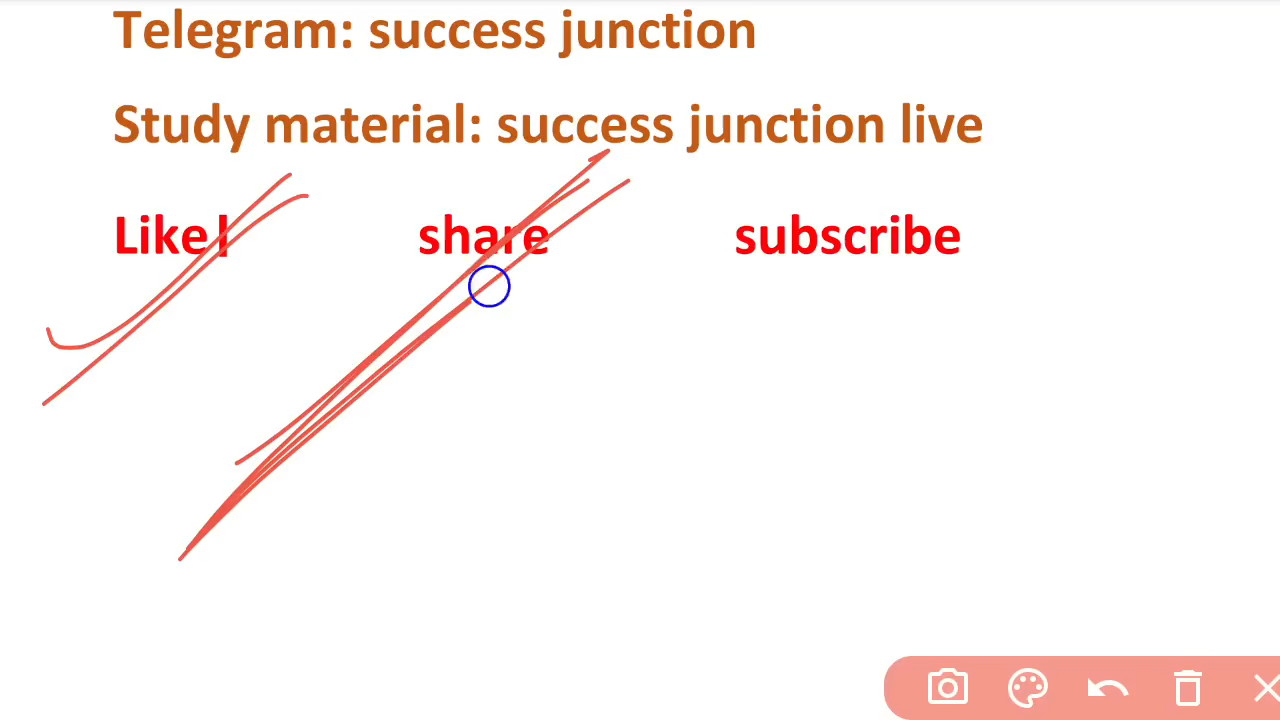 Telegram: success junction
Study material: success junction live
Like| share subscribe